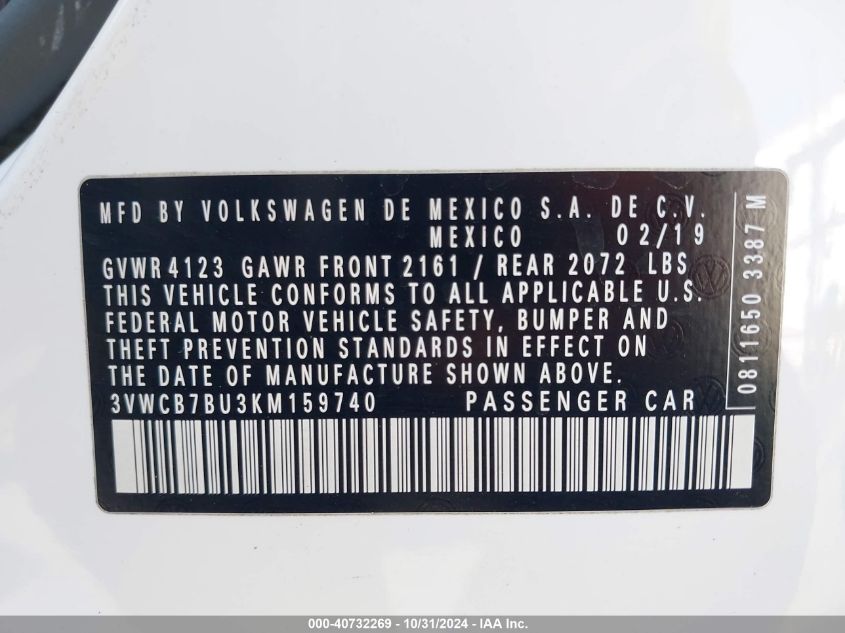 MFD BY VOLKSWAGEN DE MEXICO S.A. DE C.V.
MEXICO 02/19
GVWR 4123 GAWR FRONT 2161 / REAR 2072 LBS
THIS VEHICLE CONFORMS TO ALL APPLICABLE U.S.
FEDERAL MOTOR VEHICLE SAFETY, BUMPER AND
THEFT PREVENTION STANDARDS IN EFFECT ON
THE DATE OF MANUFACTURE SHOWN ABOVE.
3VWCB7BU3KM159740 PASSENGER CAR
0811650 3387 M
000-40732269 - 10/31/2024 - IAAI Inc.